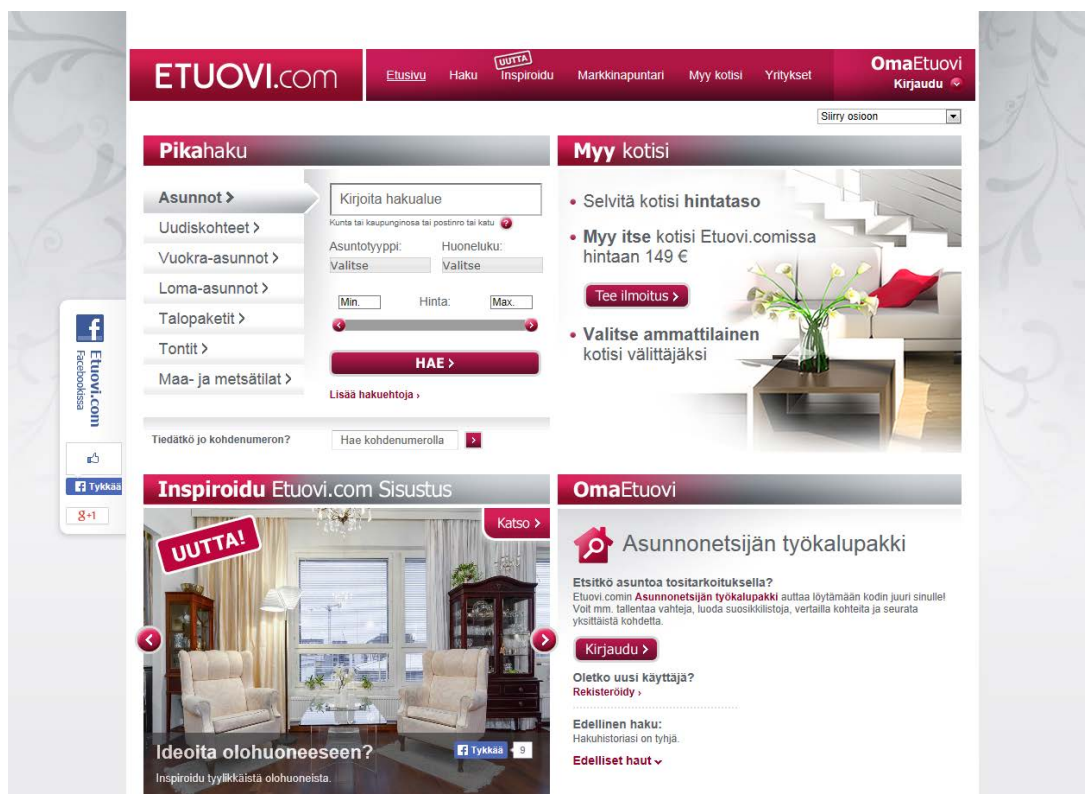 ETUOVI.com
Etusivu
Haku
UUTTA
Inspiroidu
Markkinapuntari
Myy kotisi
Yritykset
OmaEtuovi
Kirjaudu
Siirry osioon
Pikahaku
Asunnot
Uudiskohteet
Vuokra-asunnot
Loma-asunnot
Talopaketit
Tontit
Maa- ja metsätilat
Kirjoita hakualue
Kunta tai kaupunginosa tai postinro tai katu ?
Asuntotyyppi:
Huoneluku:
Valitse
Valitse
Min.
Hinta:
Max.
HAE
Lisää hakuehtoja
Tiedätkö jo kohdenumeron?
Hae kohdenumerolla
Myy kotisi
Selvitä kotisi hintataso
Myy itse kotisi Etuovi.comissa
hintaan 149 €
Tee ilmoitus
Valitse ammattilainen
kotisi välittäjäksi
Etuovi.com
Facebookissa
Tykkää
g+1
Inspiroidu Etuovi.com Sisustus
Katso
UUTTA!
Ideoita olohuoneeseen?
Tykkää 9
Inspiroidu tyylikkäistä olohuoneista.
OmaEtuovi
Asunnonetsijän työkalupakki
Etsitkö asuntoa tositarkoituksella?
Etuovi.comin Asunnonetsijän työkalupakki auttaa löytämään kodin juuri sinulle!
Voit mm. tallentaa vahteja, luoda suosikkilistoja, vertailla kohteita ja seurata
yksittäistä kohdetta.
Kirjaudu
Oletko uusi käyttäjä?
Rekisteröidy
Edellinen haku:
Hakuhistoriasi on tyhjä.
Edelliset haut